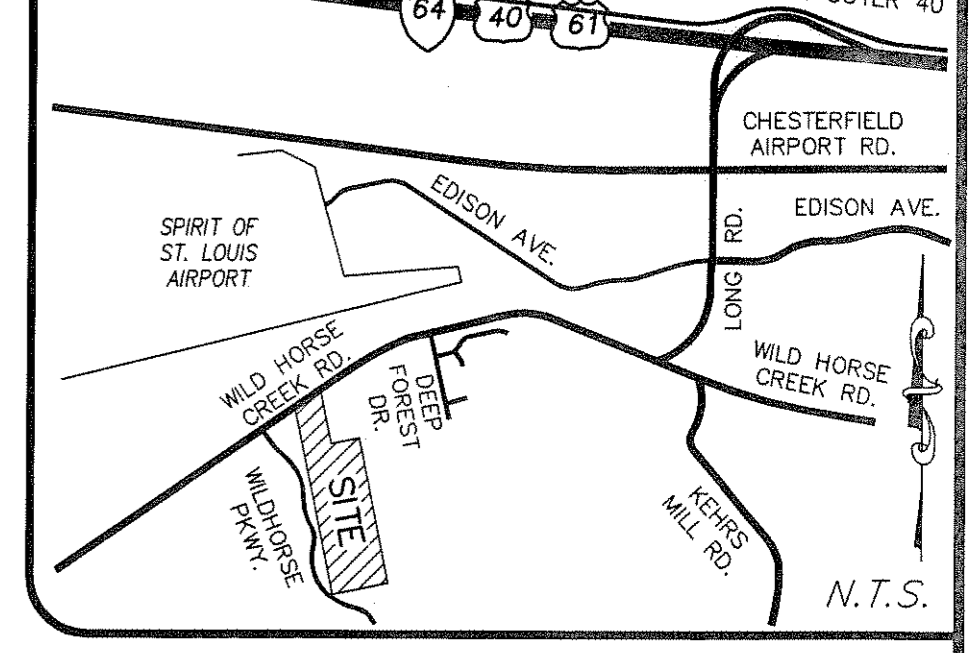 OUTER 40
64
40
61
CHESTERFIELD
AIRPORT RD.
EDISON AVE.
EDISON AVE.
SPIRIT OF
ST. LOUIS
AIRPORT
LONG RD.
WILD HORSE
CREEK RD.
WILD HORSE
CREEK RD.
DEEP
FOREST
DR.
SITE
WILDHORSE
PKWY.
KEHRS
MILL RD.
N.T.S.